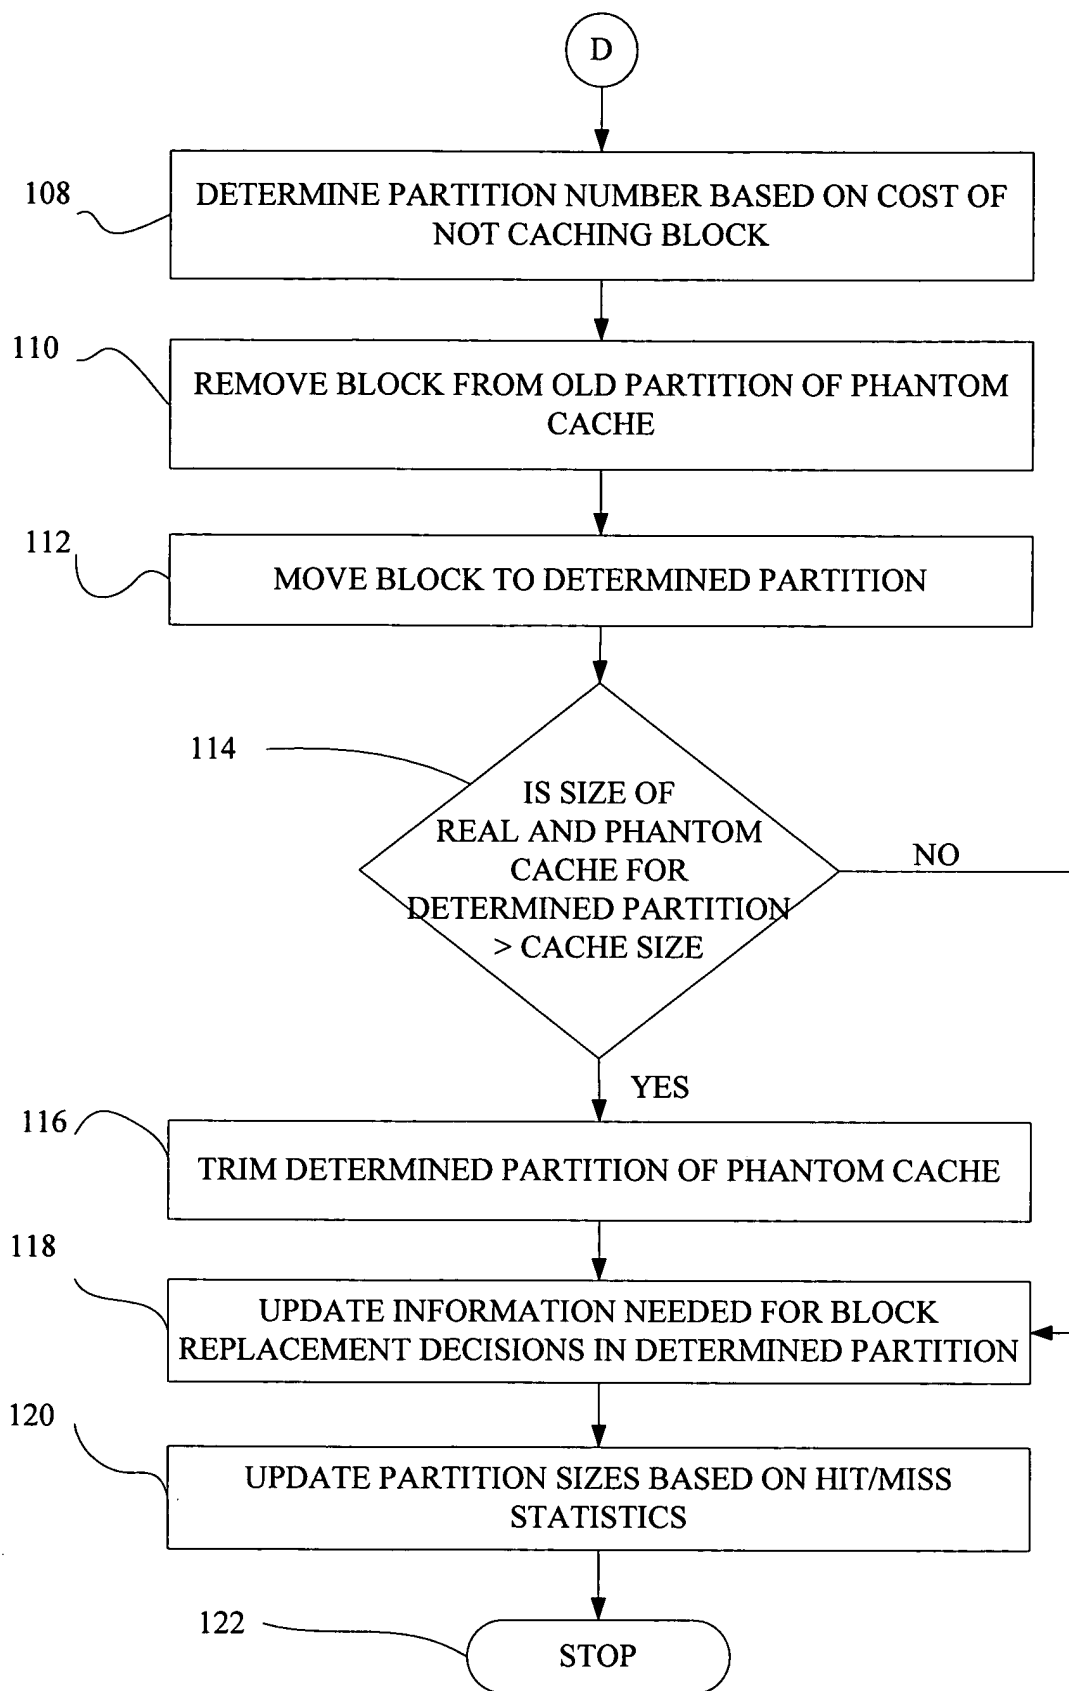 D
108
DETERMINE PARTITION NUMBER BASED ON COST OF
NOT CACHING BLOCK
110
REMOVE BLOCK FROM OLD PARTITION OF PHANTOM
CACHE
112
MOVE BLOCK TO DETERMINED PARTITION
114
IS SIZE OF
REAL AND PHANTOM
CACHE FOR
DETERMINED PARTITION
> CACHE SIZE
NO
YES
116
TRIM DETERMINED PARTITION OF PHANTOM CACHE
118
UPDATE INFORMATION NEEDED FOR BLOCK
REPLACEMENT DECISIONS IN DETERMINED PARTITION
120
UPDATE PARTITION SIZES BASED ON HIT/MISS
STATISTICS
122
STOP